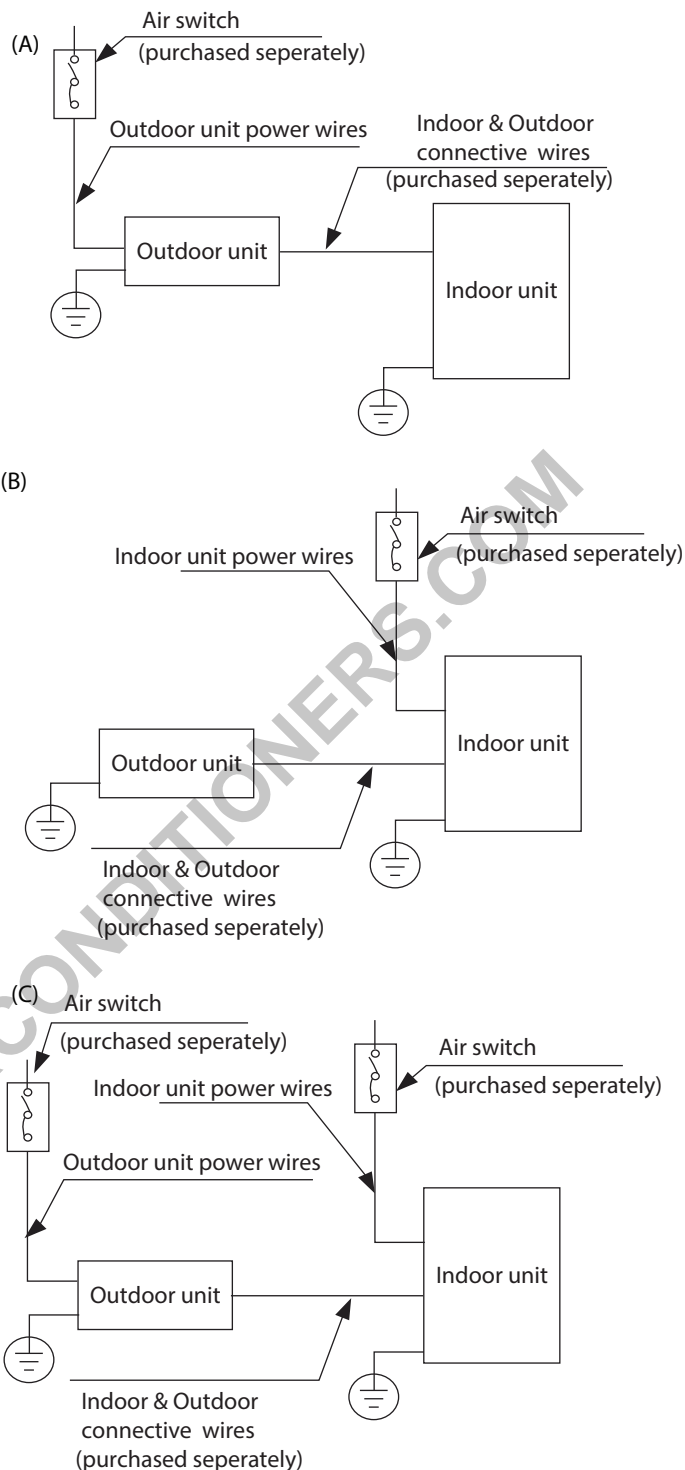 (A)
Air switch
(purchased seperately)
Outdoor unit power wires
Indoor & Outdoor
connective wires
(purchased seperately)
Outdoor unit
Indoor unit
(B)
Air switch
(purchased seperately)
Indoor unit power wires
Outdoor unit
Indoor unit
Indoor & Outdoor
connective wires
(purchased seperately)
(C)
Air switch
(purchased seperately)
Air switch
(purchased seperately)
Indoor unit power wires
Outdoor unit power wires
Outdoor unit
Indoor unit
Indoor & Outdoor
connective wires
(purchased seperately)
CONDITIONERS.COM